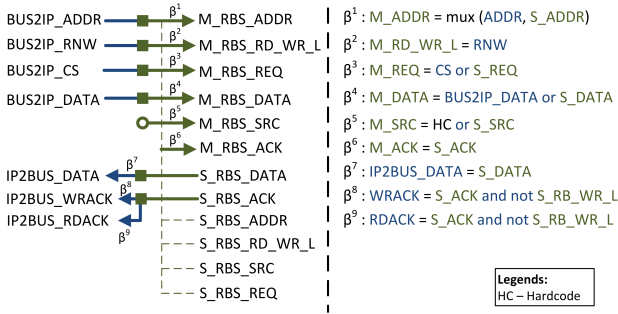 BUS2IP_ADDR β¹ M_RBS_ADDR
BUS2IP_RNW β² M_RBS_RD_WR_L
BUS2IP_CS β³ M_RBS_REQ
BUS2IP_DATA β⁴ M_RBS_DATA
β⁵ M_RBS_SRC
β⁶ M_RBS_ACK
IP2BUS_DATA β⁷ S_RBS_DATA
IP2BUS_WRACK β⁸ S_RBS_ACK
IP2BUS_RDACK β⁹ S_RBS_ADDR
S_RBS_RD_WR_L
S_RBS_SRC
S_RBS_REQ
β¹ : M_ADDR = mux (ADDR, S_ADDR)
β² : M_RD_WR_L = RNW
β³ : M_REQ = CS or S_REQ
β⁴ : M_DATA = BUS2IP_DATA or S_DATA
β⁵ : M_SRC = HC or S_SRC
β⁶ : M_ACK = S_ACK
β⁷ : IP2BUS_DATA = S_DATA
β⁸ : WRACK = S_ACK and not S_RB_WR_L
β⁹ : RDACK = S_ACK and not S_RB_WR_L
Legends:
HC – Hardcode